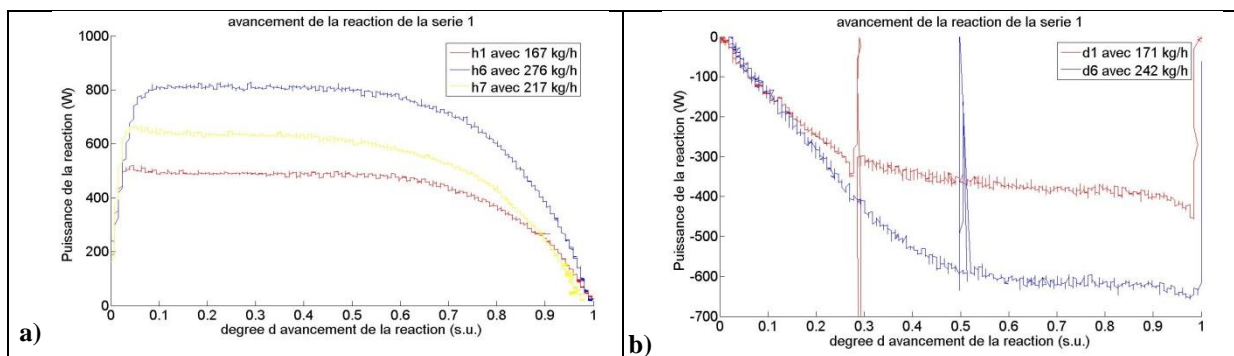 avancement de la reaction de la serie 1
1000
800
600
400
200
0
Puissance de la reaction (W)
h1 avec 167 kg/h
h6 avec 276 kg/h
h7 avec 217 kg/h
0 0.1 0.2 0.3 0.4 0.5 0.6 0.7 0.8 0.9 1
degree d avancement de la reaction (s.u.)
a)
avancement de la reaction de la serie 1
0
-100
-200
-300
-400
-500
-600
-700
Puissance de la reaction (W)
d1 avec 171 kg/h
d6 avec 242 kg/h
0 0.1 0.2 0.3 0.4 0.5 0.6 0.7 0.8 0.9 1
degree d avancement de la reaction (s.u.)
b)